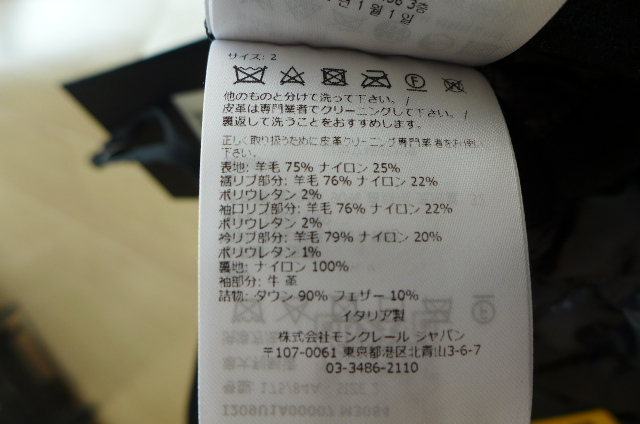 年1月1일
サイズ: 2
他のものと分けて洗って下さい。/
皮革は専門業者でクリーニングして下さい。/
裏返して洗うことをおすすめします。
正しく取り扱うために皮革クリーニング専門業者をお使い
下さい。
表地: 羊毛 75% ナイロン 25%
裾リブ部分: 羊毛 76% ナイロン 22%
ポリウレタン 2%
袖口リブ部分: 羊毛 76% ナイロン 22%
ポリウレタン 2%
衿リブ部分: 羊毛 79% ナイロン 20%
ポリウレタン 1%
裏地: ナイロン 100%
袖部分: 牛 革
詰物: ダウン 90% フェザー 10%
イタリア製
株式会社モンクレール ジャパン
〒107-0061 東京都港区北青山3-6-7
03-3486-2110